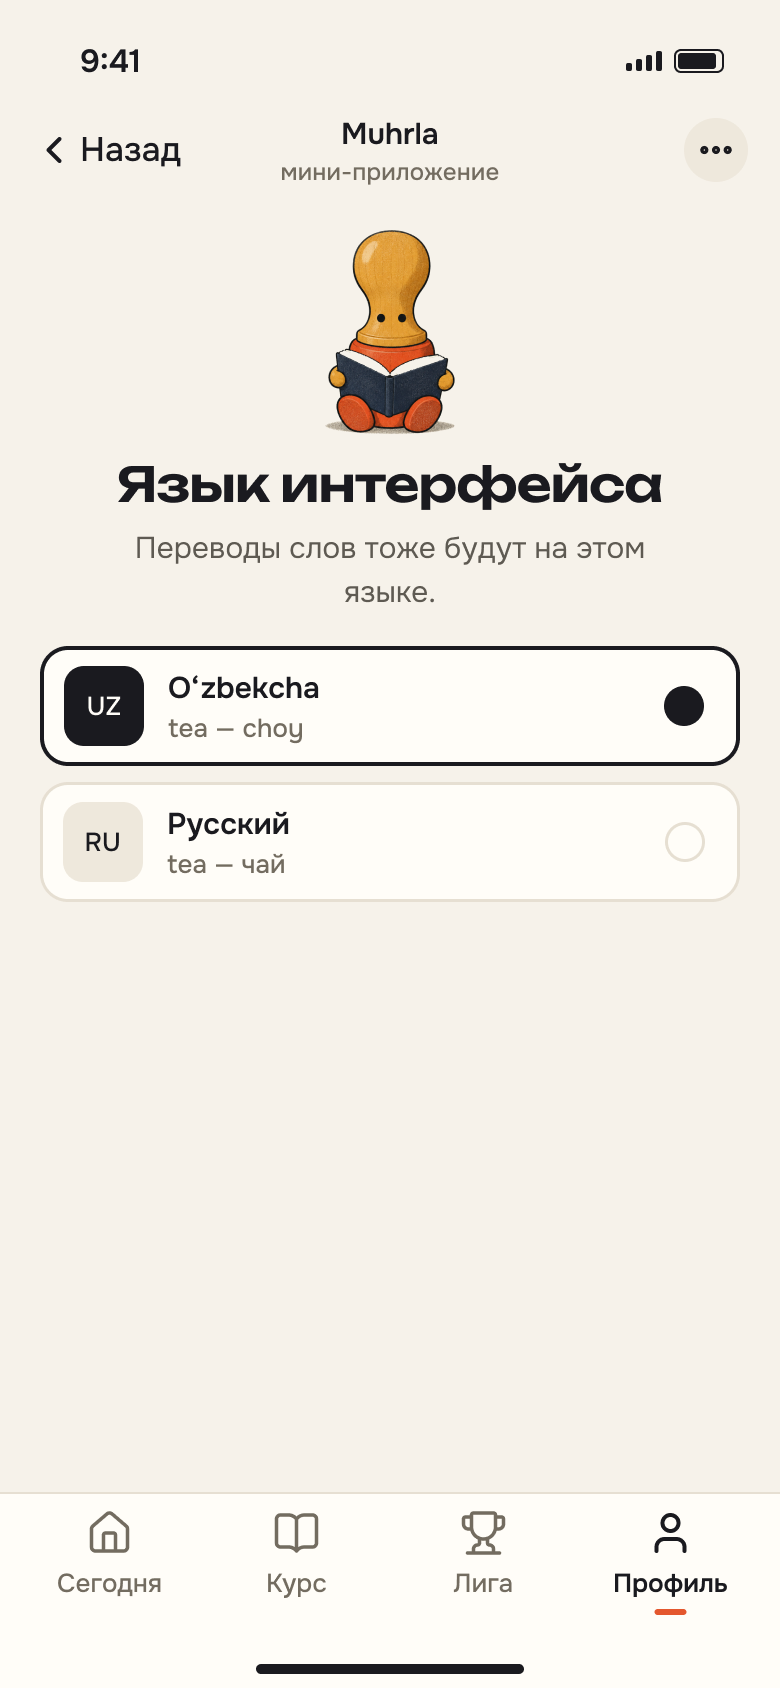 9:41
Назад
Muhrla
мини-приложение
Язык интерфейса
Переводы слов тоже будут на этом
языке.
UZ
Oʻzbekcha
tea — choy
RU
Русский
tea — чай
Сегодня
Курс
Лига
Профиль